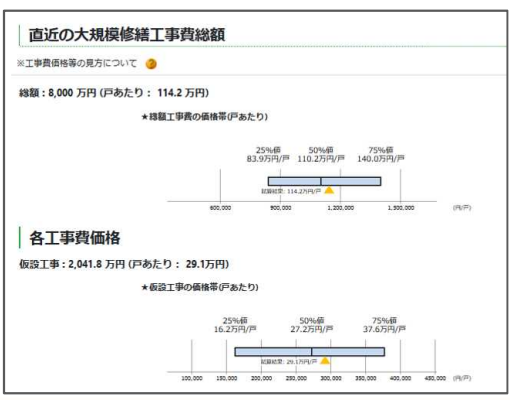 直近の大規模修繕工事費総額
※工事費価格等の見方について
総額：8,000 万円 (戸あたり： 114.2 万円)
★総額工事費の価格帯(戸あたり)
25%値 50%値 75%値
83.9万円/戸 110.2万円/戸 140.0万円/戸
試算結果: 114.2万円/戸
600,000 900,000 1,200,000 1,500,000 (円/戸)
各工事費価格
仮設工事：2,041.8 万円 (戸あたり： 29.1万円)
★仮設工事の価格帯(戸あたり)
25%値 50%値 75%値
16.2万円/戸 27.2万円/戸 37.6万円/戸
試算結果: 29.1万円/戸
100,000 150,000 200,000 250,000 300,000 350,000 400,000 450,000 (円/戸)